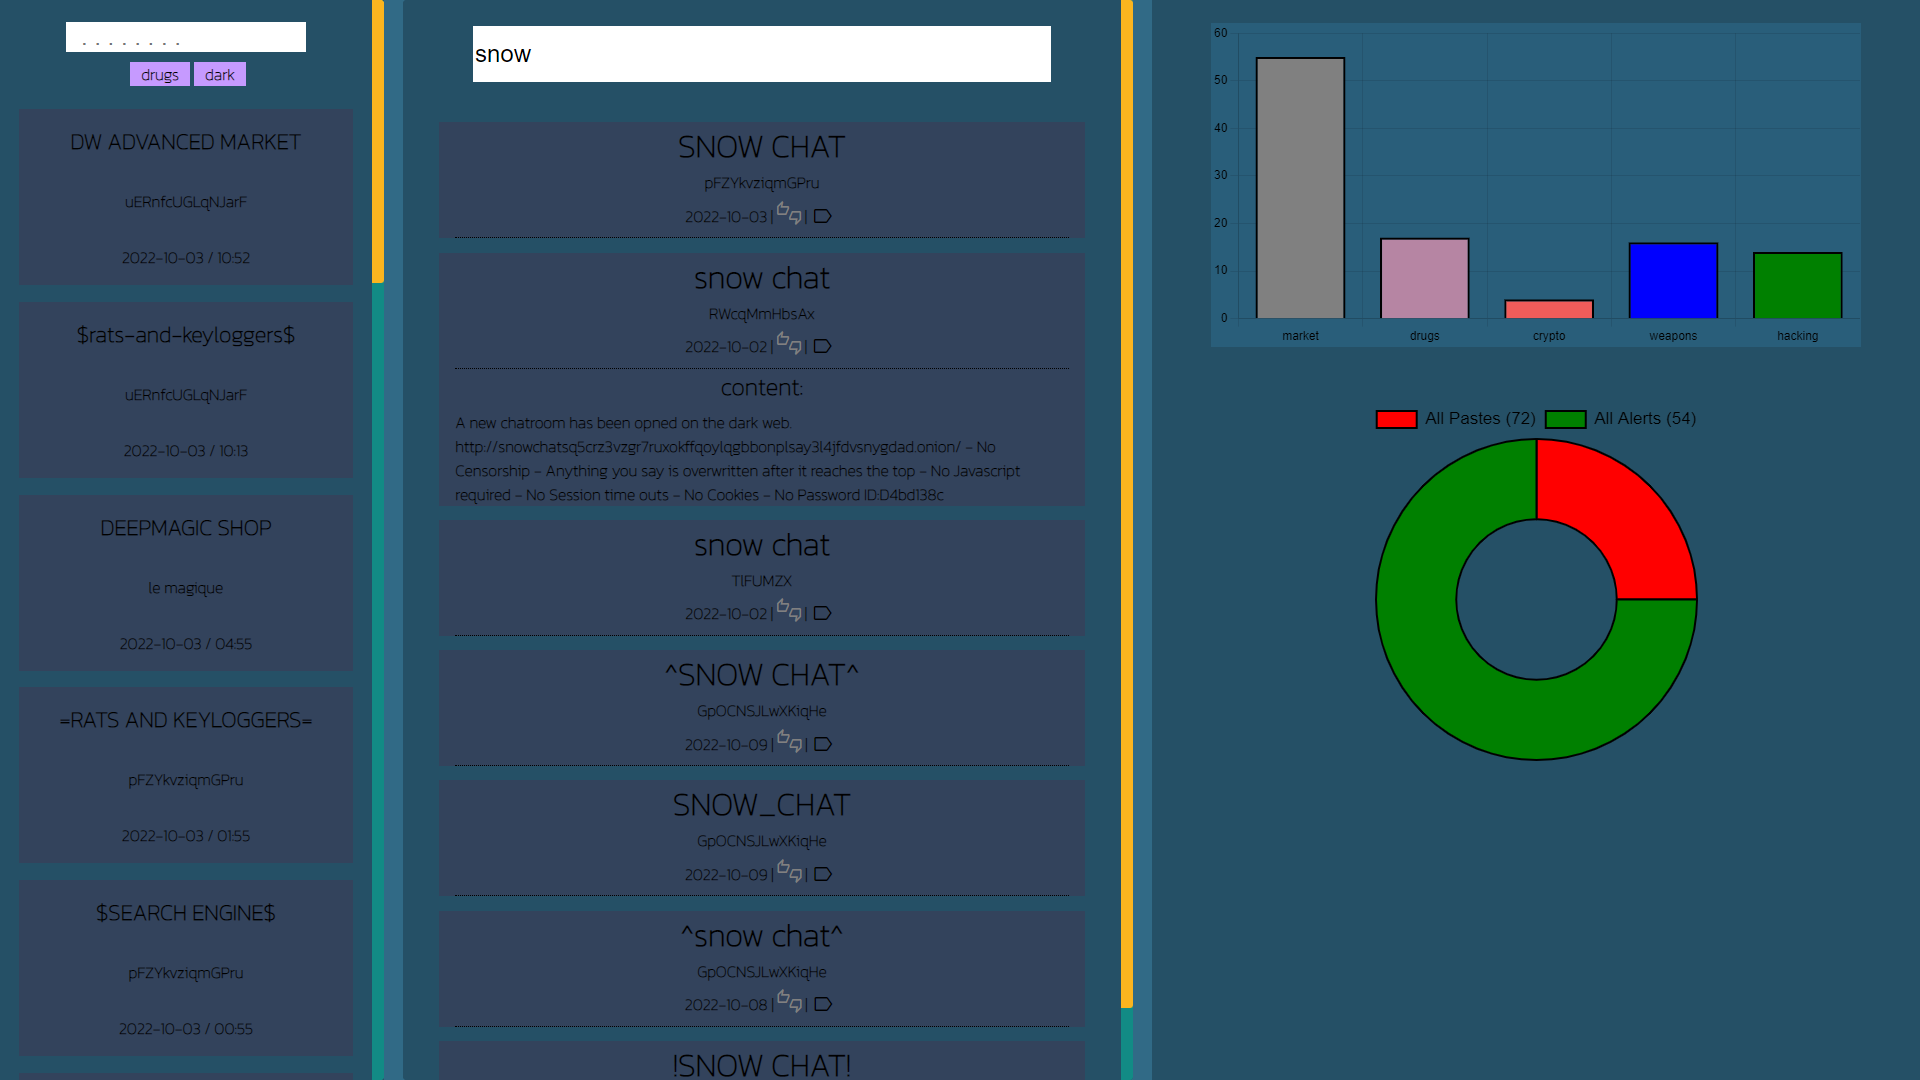 . . . . . . . .
drugs dark
DW ADVANCED MARKET
uERnfcUGLqNJarF
2022-10-03 / 10:52
$rats-and-keyloggers$
uERnfcUGLqNJarF
2022-10-03 / 10:13
DEEPMAGIC SHOP
le magique
2022-10-03 / 04:55
=RATS AND KEYLOGGERS=
pFZYkvziqmGPru
2022-10-03 / 01:55
$SEARCH ENGINE$
pFZYkvziqmGPru
2022-10-03 / 00:55
snow
SNOW CHAT
pFZYkvziqmGPru
2022-10-03 | |
snow chat
RWcqMmHbsAx
2022-10-02 | |
content:
A new chatroom has been opned on the dark web.
http://snowchatsq5crz3vzgr7ruxokffqoylqgbbonplsay3l4jfdvsnygdad.onion/ - No
Censorship - Anything you say is overwritten after it reaches the top - No Javascript
required - No Session time outs - No Cookies - No Password ID:D4bd138c
snow chat
TlFUMZX
2022-10-02 | |
^SNOW CHAT^
GpOCNSJLwXKiqHe
2022-10-09 | |
SNOW_CHAT
GpOCNSJLwXKiqHe
2022-10-09 | |
^snow chat^
GpOCNSJLwXKiqHe
2022-10-08 | |
!SNOW CHAT!
60
50
40
30
20
10
0
market drugs crypto weapons hacking
All Pastes (72) All Alerts (54)